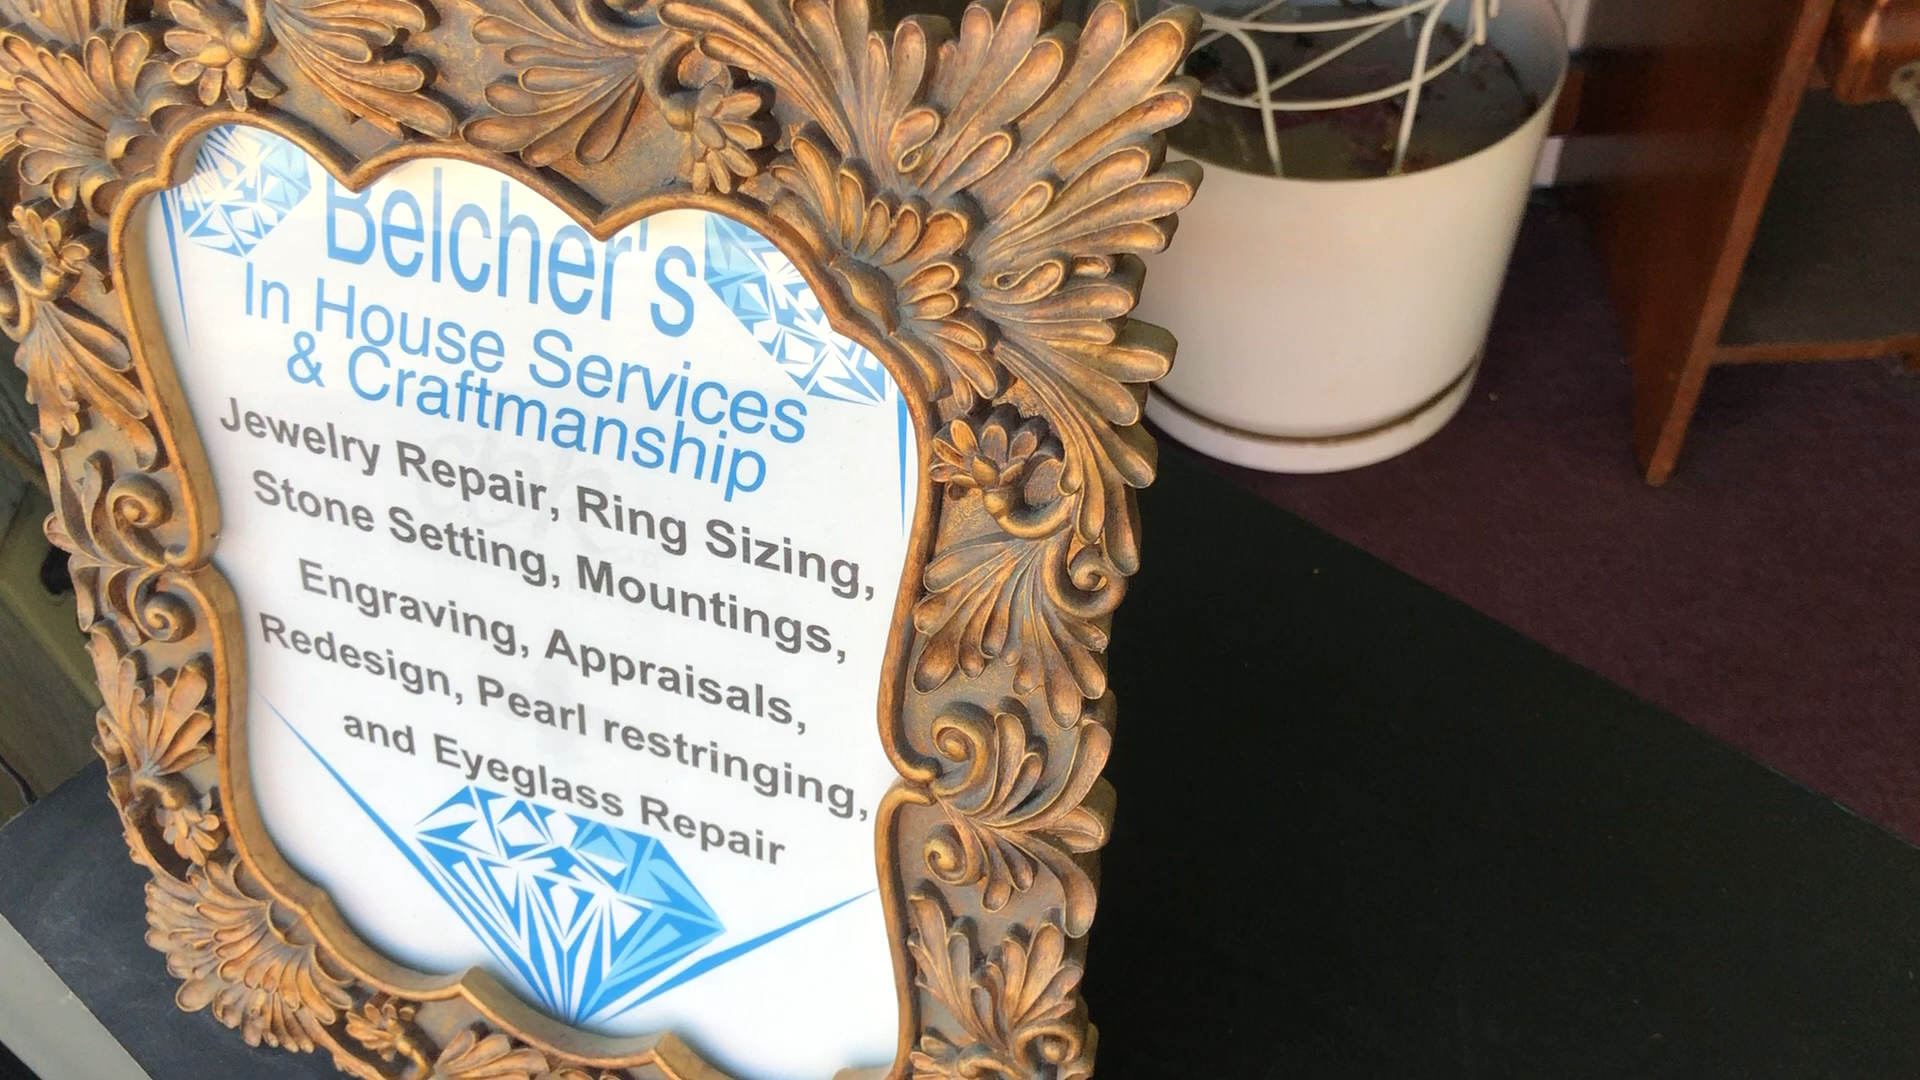 Belcher's
In House Services
& Craftmanship
Jewelry Repair, Ring Sizing,
Stone Setting, Mountings,
Engraving, Appraisals,
Redesign, Pearl restringing,
and Eyeglass Repair